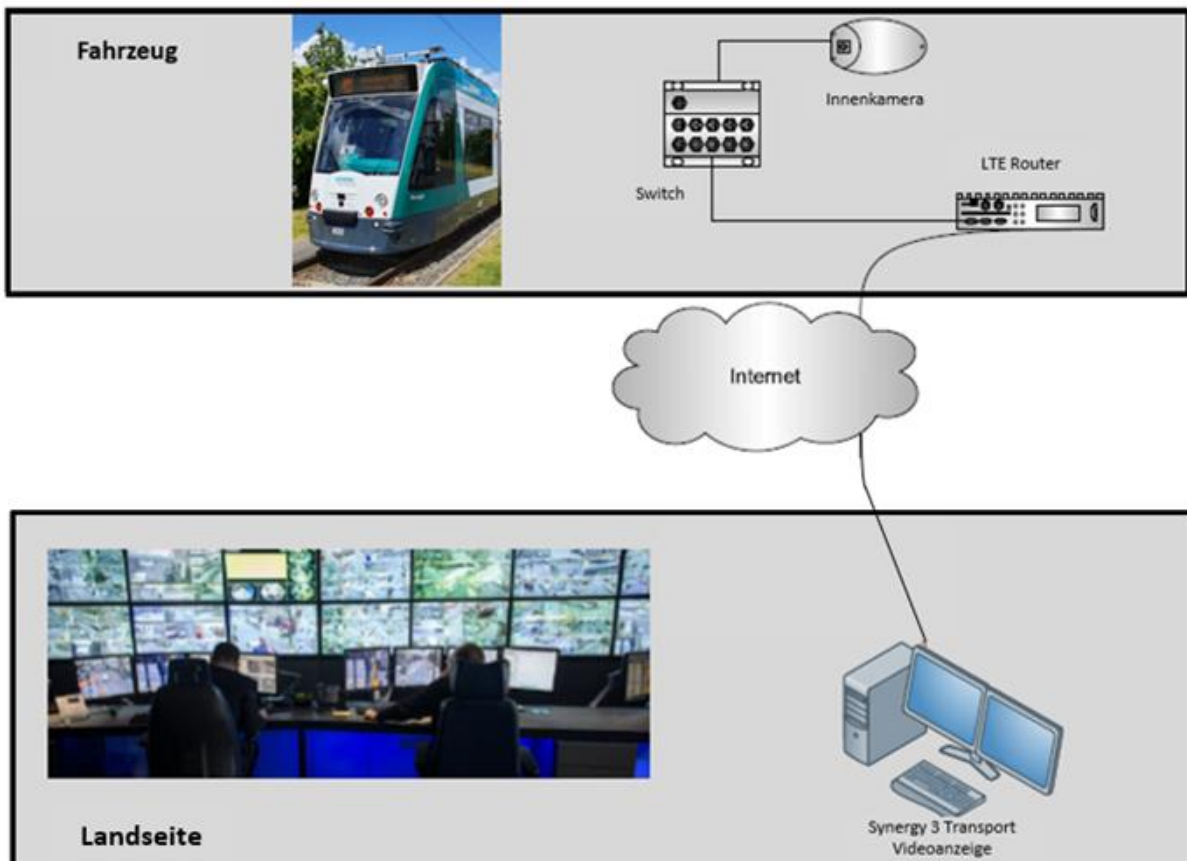 Fahrzeug
Innenkamera
Switch
LTE Router
Internet
Landseite
Synergy 3 Transport
Videoanzeige